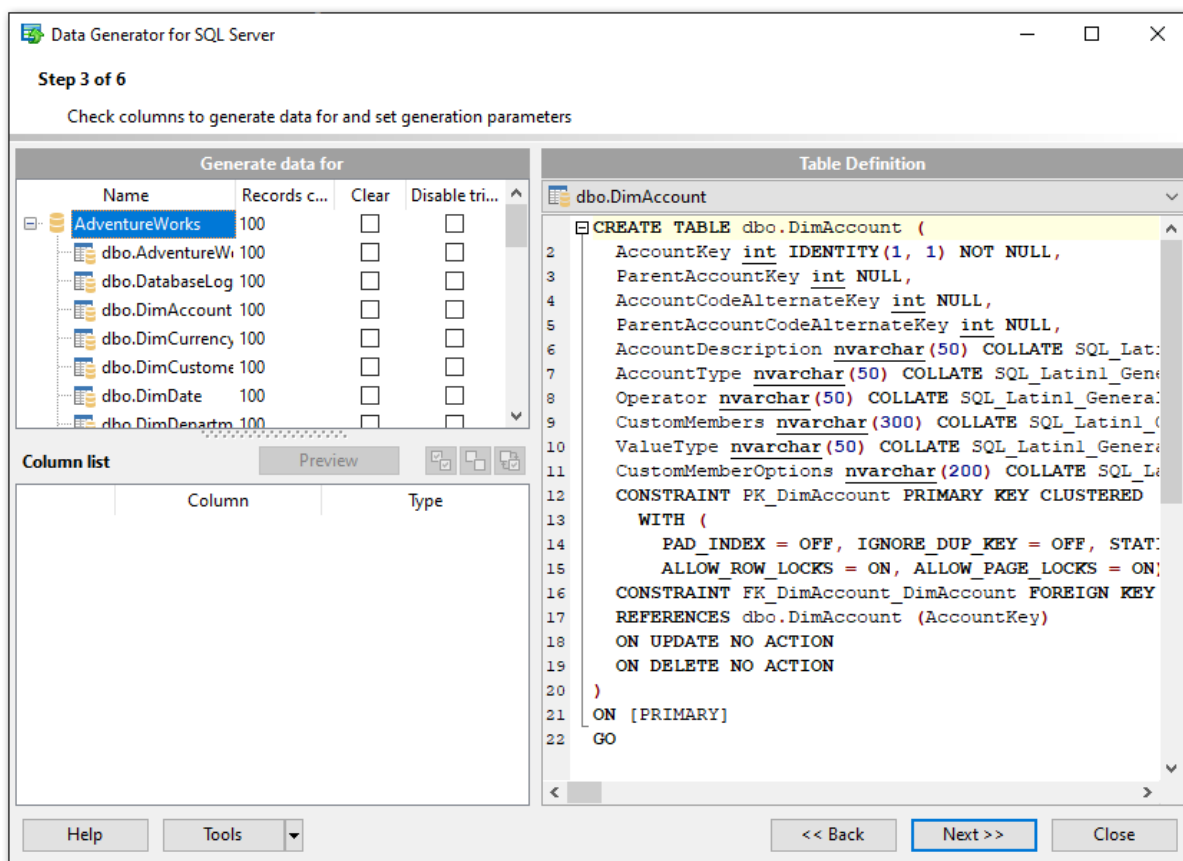 Data Generator for SQL Server
Step 3 of 6
Check columns to generate data for and set generation parameters
Generate data for
Name Records c... Clear Disable tri...
AdventureWorks 100
dbo.AdventureW 100
dbo.DatabaseLog 100
dbo.DimAccount 100
dbo.DimCurrency 100
dbo.DimCustome 100
dbo.DimDate 100
dbo.DimDepartm 100
Column list Preview
Column Type
Table Definition
dbo.DimAccount
CREATE TABLE dbo.DimAccount (
2 AccountKey int IDENTITY(1, 1) NOT NULL,
3 ParentAccountKey int NULL,
4 AccountCodeAlternateKey int NULL,
5 ParentAccountCodeAlternateKey int NULL,
6 AccountDescription nvarchar(50) COLLATE SQL_Lati
7 AccountType nvarchar(50) COLLATE SQL_Latin1_Gene
8 Operator nvarchar(50) COLLATE SQL_Latin1_General
9 CustomMembers nvarchar(300) COLLATE SQL_Latin1_G
10 ValueType nvarchar(50) COLLATE SQL_Latin1_Genera
11 CustomMemberOptions nvarchar(200) COLLATE SQL_La
12 CONSTRAINT PK_DimAccount PRIMARY KEY CLUSTERED
13 WITH (
14 PAD_INDEX = OFF, IGNORE_DUP_KEY = OFF, STATI
15 ALLOW_ROW_LOCKS = ON, ALLOW_PAGE_LOCKS = ON)
16 CONSTRAINT FK_DimAccount_DimAccount FOREIGN KEY
17 REFERENCES dbo.DimAccount (AccountKey)
18 ON UPDATE NO ACTION
19 ON DELETE NO ACTION
20 )
21 ON [PRIMARY]
22 GO
Help Tools << Back Next >> Close